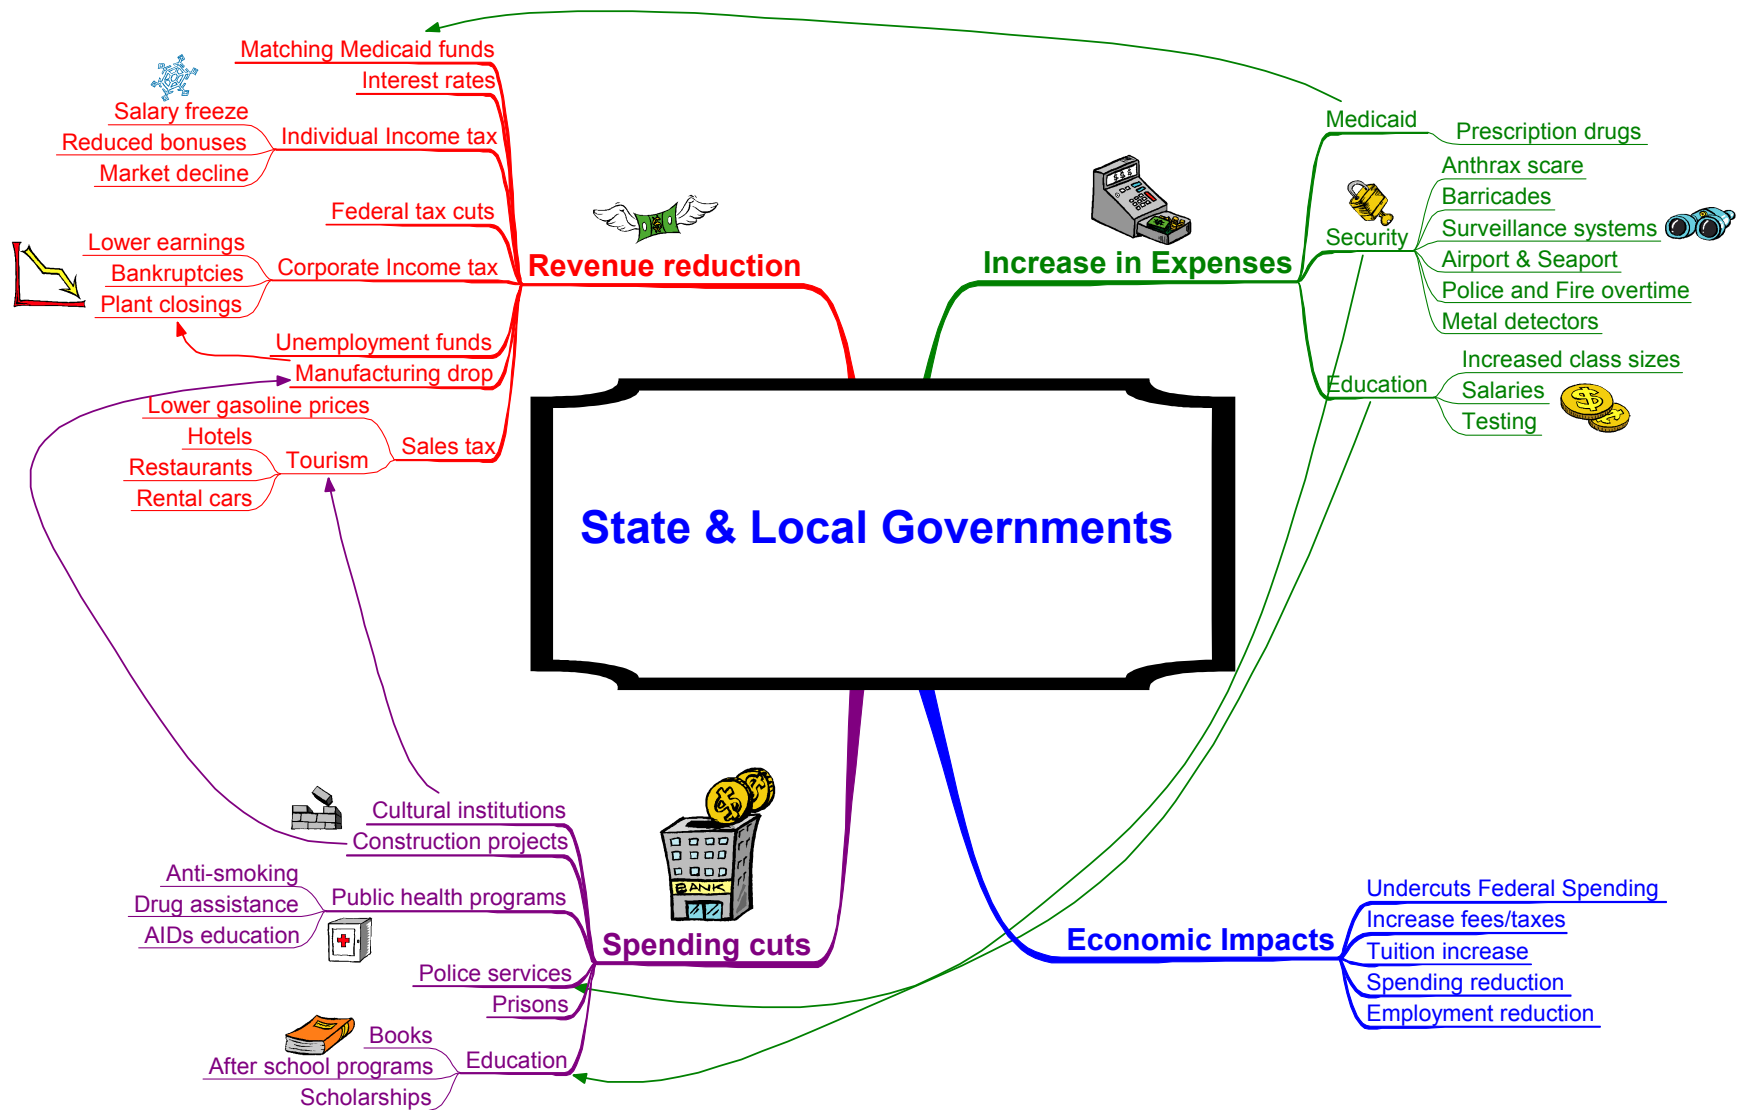 Matching Medicaid funds
Interest rates
Salary freeze
Reduced bonuses
Market decline
Individual Income tax
Federal tax cuts
Lower earnings
Bankruptcies
Plant closings
Corporate Income tax
Unemployment funds
Manufacturing drop
Lower gasoline prices
Hotels
Restaurants
Rental cars
Tourism
Sales tax
Revenue reduction
Increase in Expenses
$ $ $
Medicaid
Prescription drugs
Security
Anthrax scare
Barricades
Surveillance systems
Airport & Seaport
Police and Fire overtime
Metal detectors
Education
Increased class sizes
Salaries
Testing
$
State & Local Governments
Cultural institutions
Construction projects
Anti-smoking
Drug assistance
AIDs education
Public health programs
Police services
Prisons
Books
After school programs
Scholarships
Education
Spending cuts
$
BANK
Economic Impacts
Undercuts Federal Spending
Increase fees/taxes
Tuition increase
Spending reduction
Employment reduction